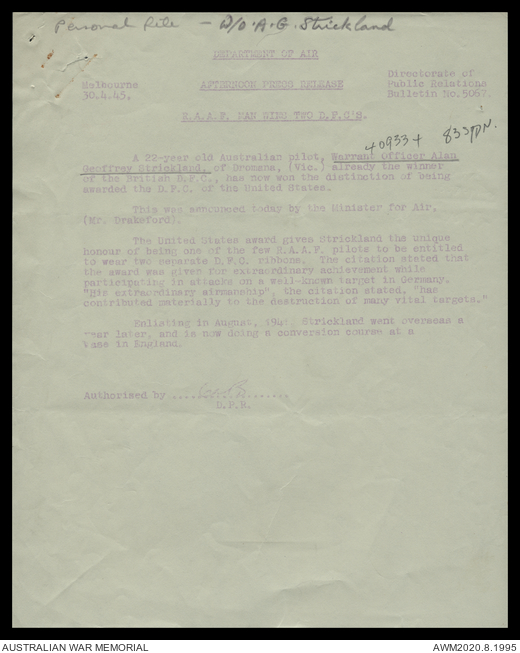 Personal File - W/O. A.G. Strickland
DEPARTMENT OF AIR
Melbourne
30.4.45.
AFTERNOON PRESS RELEASE
Directorate of
Public Relations
Bulletin No.5067.
R.A.A.F. MAN WINS TWO D.F.C'S.
409334 833PDN.
A 22-year old Australian pilot, Warrant Officer Alan
Geoffrey Strickland, of Dromana, (Vic.) already the winner
of the British D.F.C., has now won the distinction of being
awarded the D.F.C. of the United States.
This was announced today by the Minister for Air,
(Mr. Drakeford).
The United States award gives Strickland the unique
honour of being one of the few R.A.A.F. pilots to be entitled
to wear two separate D.F.C. ribbons. The citation stated that
the award was given for extraordinary achievement while
participating in attacks on a well-known target in Germany.
"His extraordinary airmanship", the citation stated, "has
contributed materially to the destruction of many vital targets."
Enlisting in August, Strickland went overseas a
year later, and is now doing a conversion course at a
base in England.
Authorised by ....................
D.P.R.
AUSTRALIAN WAR MEMORIAL
AWM2020.8.1995